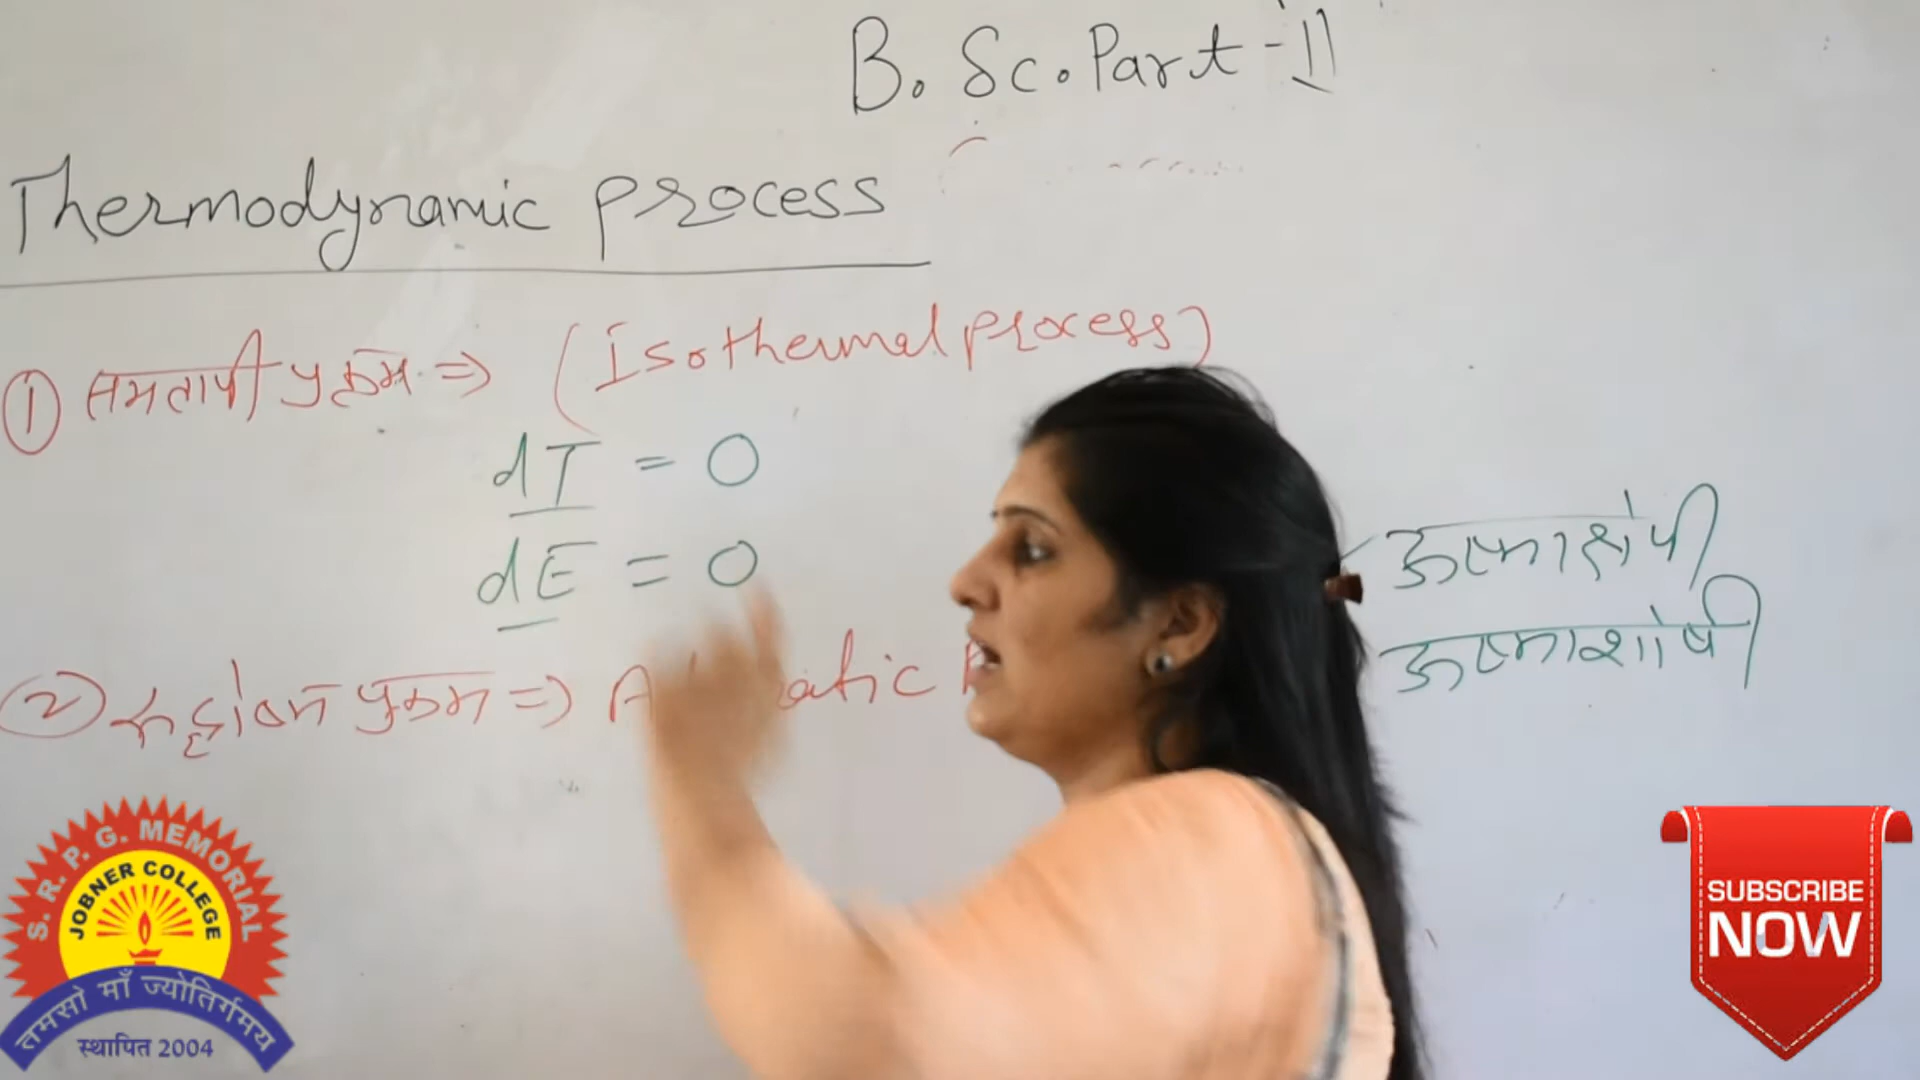 B. Sc. Part-II
Thermodynamic process
① समतापी प्रक्रम ⇒ (Isothermal process)
dT = 0
dE = 0
ऊष्माक्षेपी
ऊष्माशोषी
② रुद्धोष्म प्रक्रम ⇒
S. R. P. G. MEMORIAL
JOBNER COLLEGE
तमसो माँ ज्योतिर्गमय
स्थापित 2004
SUBSCRIBE
NOW